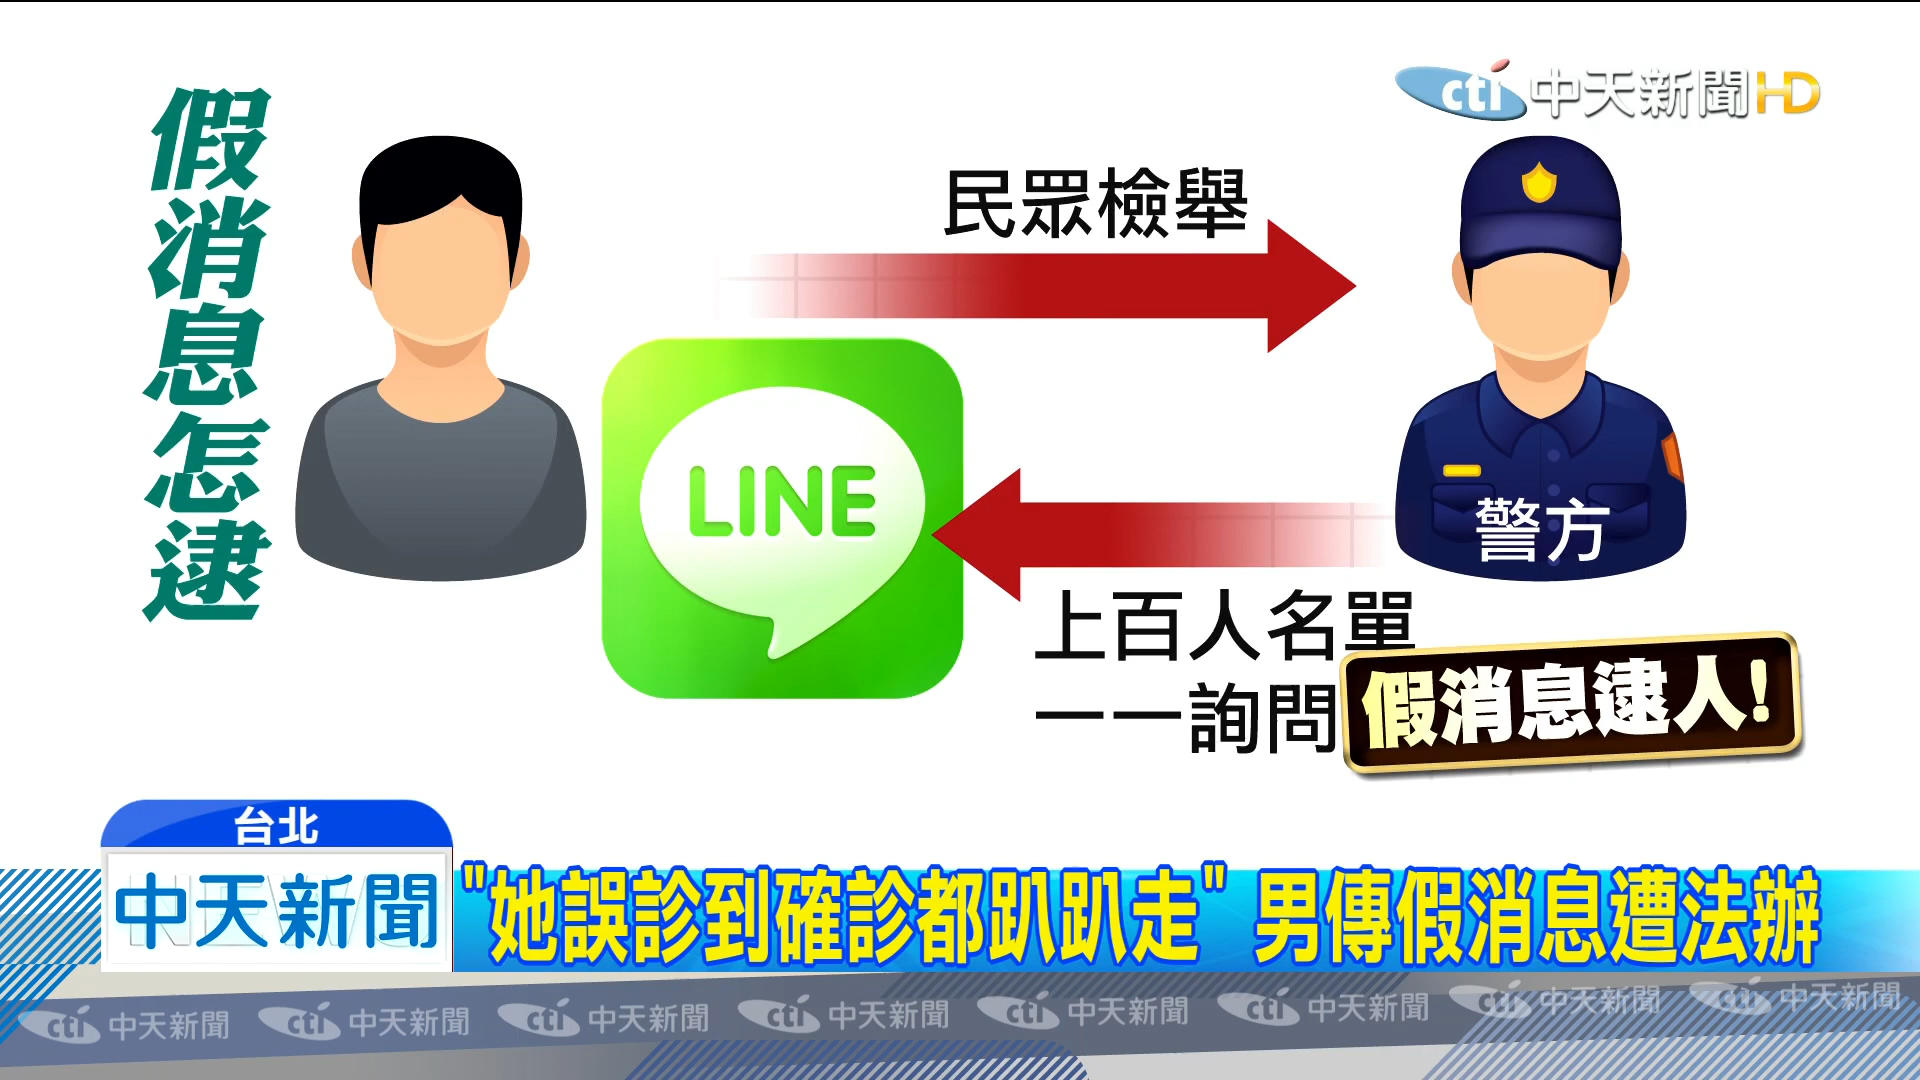 假消息怎逮
cti 中天新聞HD
民眾檢舉
LINE
警方
上百人名單
一一詢問
假消息逮人!
台北
中天新聞
"她誤診到確診都趴趴走" 男傳假消息遭法辦
cti 中天新聞 cti 中天新聞 cti 中天新聞 cti 中天新聞 cti 中天新聞 cti 中天新聞 cti 中天新聞 cti 中天新聞